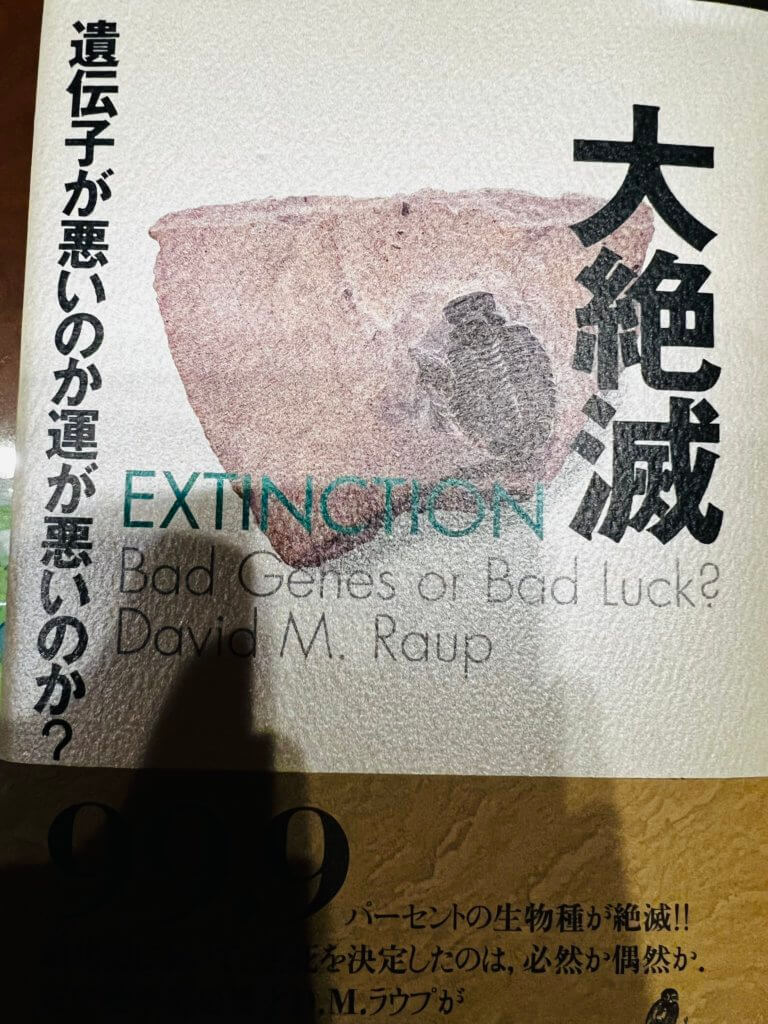 大絶滅
遺伝子が悪いのか運が悪いのか?
EXTINCTION
Bad Genes or Bad Luck?
David M. Raup
99.9
パーセントの生物種が絶滅!!
を決定したのは,必然か偶然か.
D.M.ラウプが